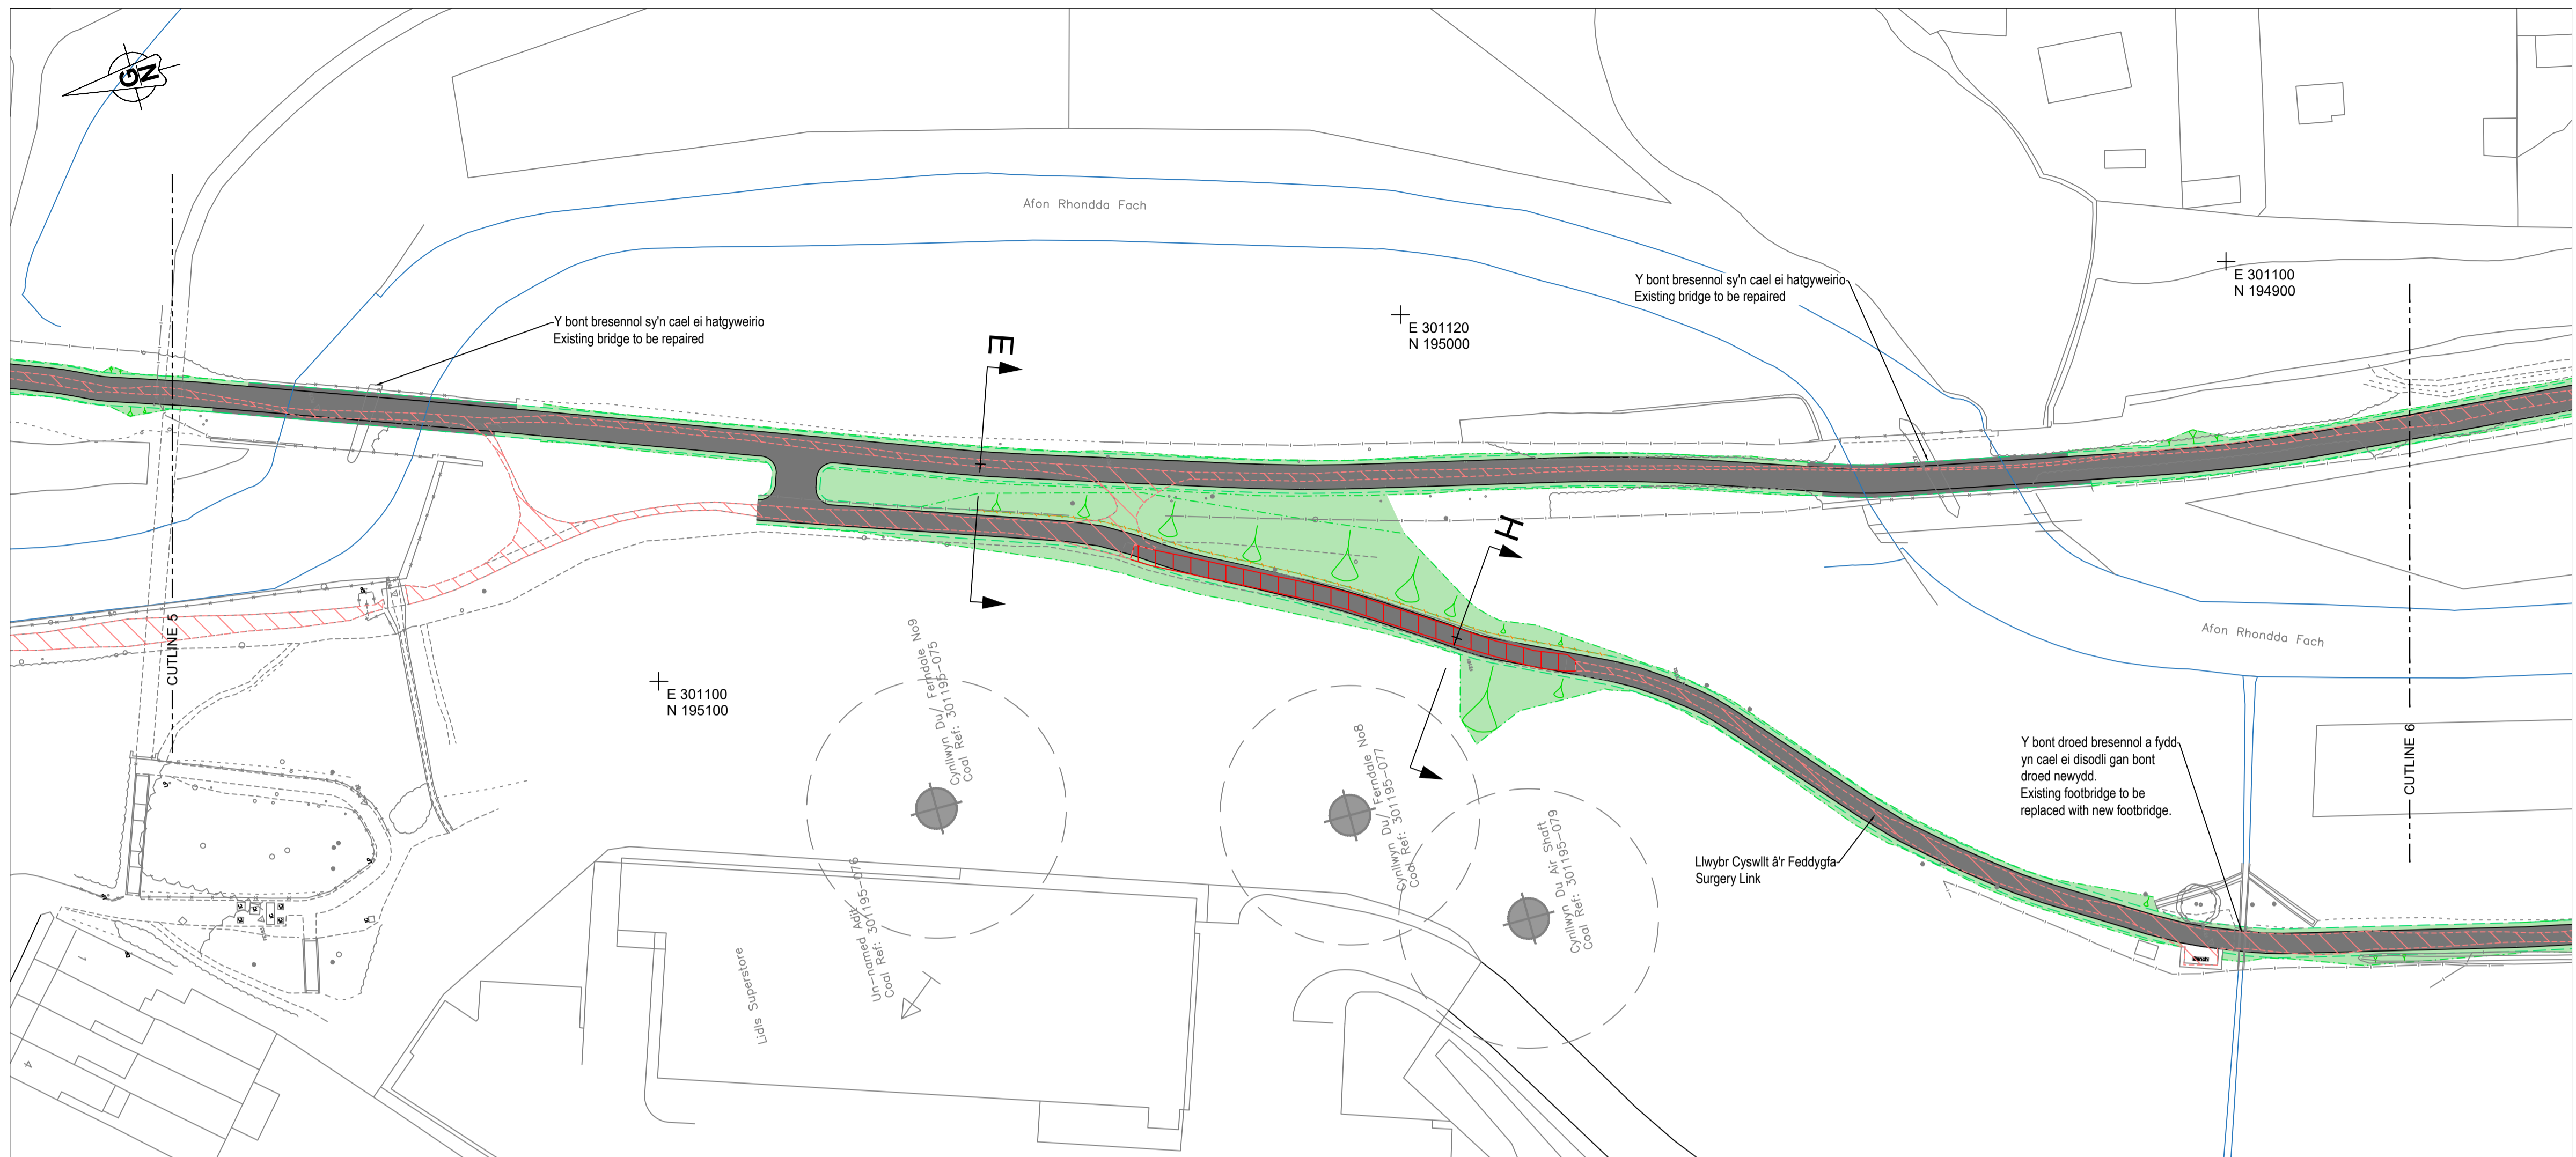 GN
Afon Rhondda Fach
Y bont bresennol sy'n cael ei hatgyweirio
Existing bridge to be repaired
E 301100
N 194900
Y bont bresennol sy'n cael ei hatgyweirio
Existing bridge to be repaired
E 301120
N 195000
E
H
CUTLINE 5
Afon Rhondda Fach
E 301100
N 195100
Cynllwyn Du/ Ferndale No9
Coal Ref: 301195-075
Cynllwyn Du/ Ferndale No8
Coal Ref: 301195-077
Cynllwyn Du Air Shaft
Coal Ref: 301195-079
Un-named Adit
Coal Ref: 301195-076
Lidls Superstore
Y bont droed bresennol a fydd
yn cael ei disodli gan bont
droed newydd.
Existing footbridge to be
replaced with new footbridge.
CUTLINE 6
Llwybr Cyswllt â'r Feddygfa
Surgery Link
1
4